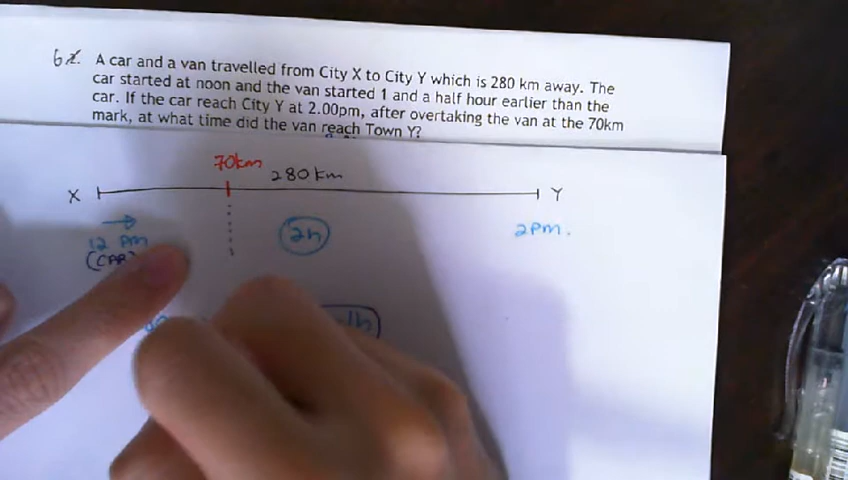 62. A car and a van travelled from City X to City Y which is 280 km away. The
car started at noon and the van started 1 and a half hour earlier than the
car. If the car reach City Y at 2.00pm, after overtaking the van at the 70km
mark, at what time did the van reach Town Y?
70km
280 km
X
Y
12 pm
2h
2pm.
(CAR)